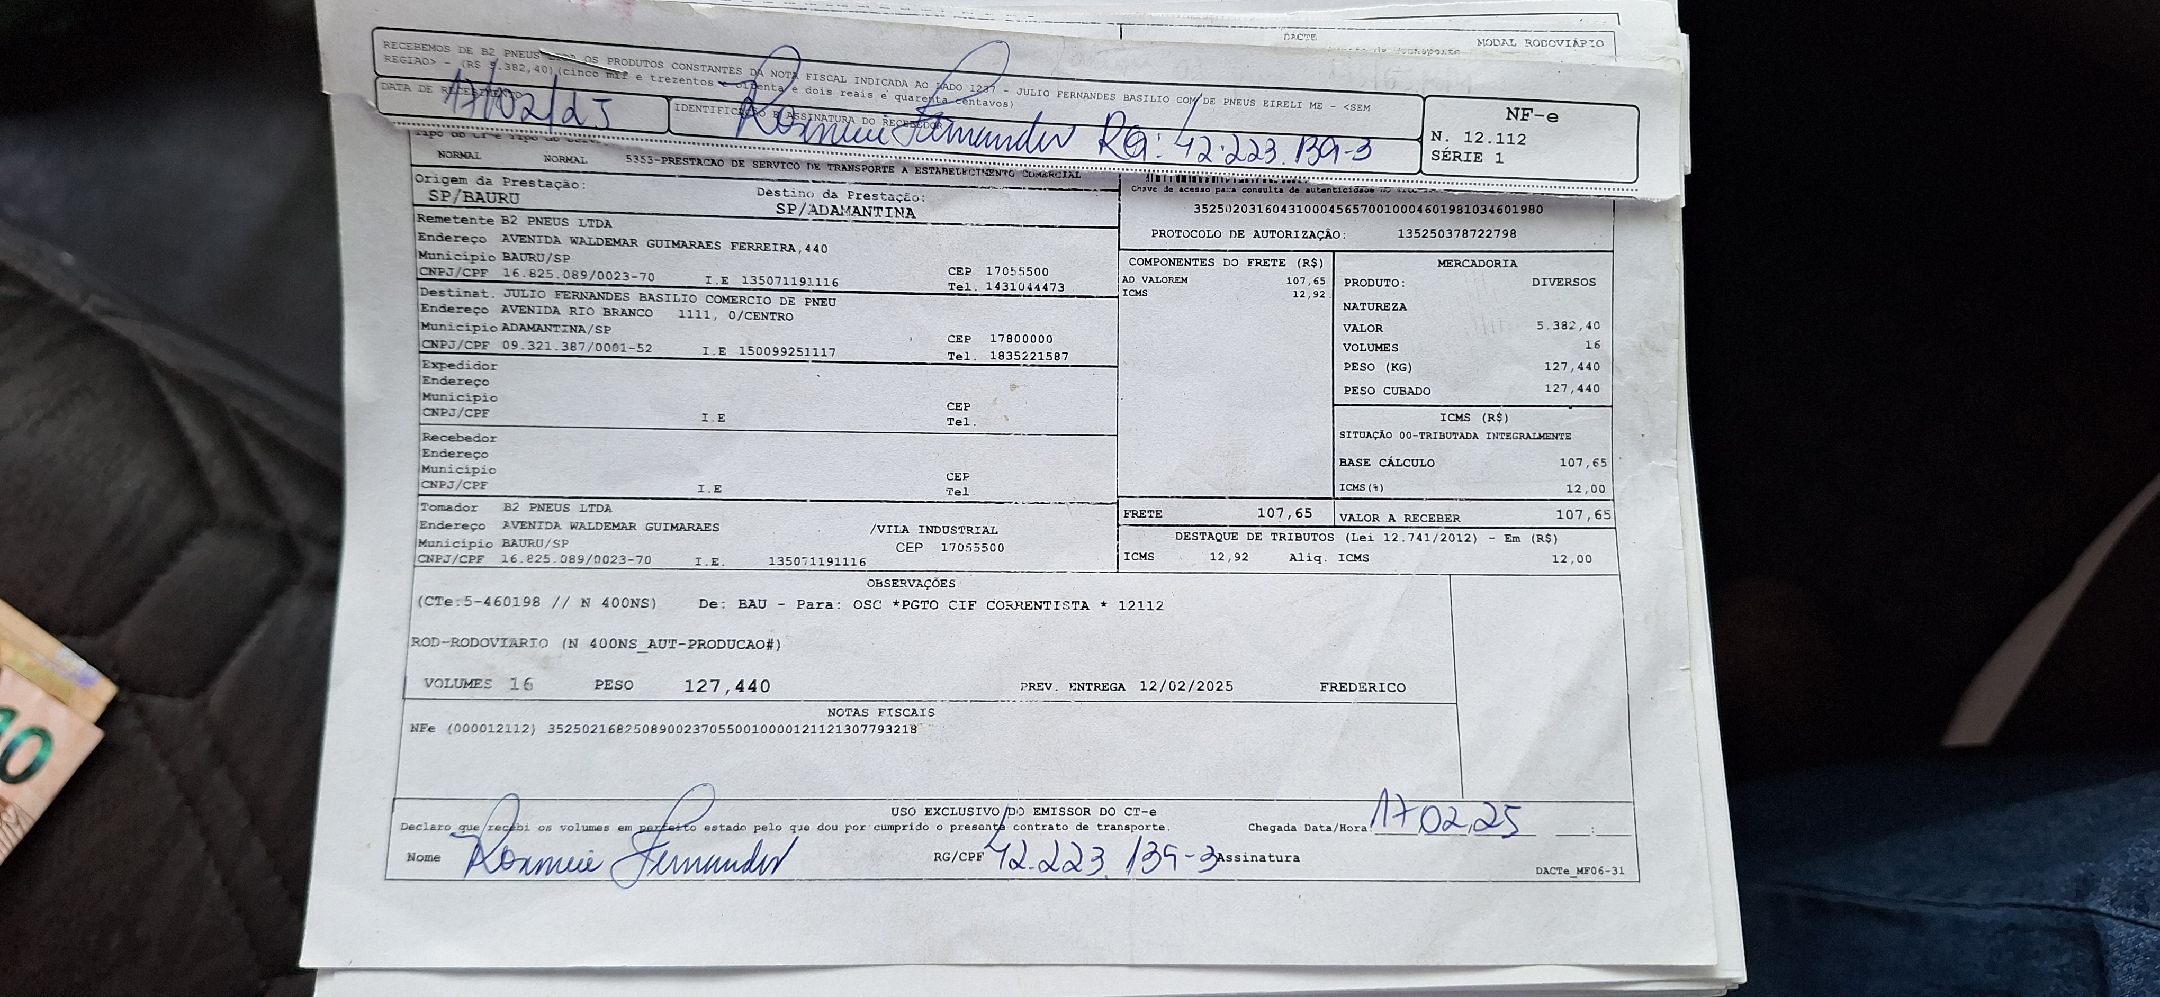 DACTE
MODAL RODOVIÁRIO
RECEBEMOS DE B2 PNEUS OS PRODUTOS CONSTANTES DA NOTA FISCAL INDICADA AO LADO 1237 - JULIO FERNANDES BASILIO COM DE PNEUS EIRELI ME - <SEM
REGIAO> - (R$ 5.382,40)(cinco mil e trezentos e oitenta e dois reais e quarenta centavos)
DATA DE RECEBIMENTO
17/02/25
IDENTIFICAÇÃO E ASSINATURA DO RECEBEDOR
Fernandes RG: 42.223.139-3
NF-e
N. 12.112
SÉRIE 1
NORMAL NORMAL 5353-PRESTACAO DE SERVICO DE TRANSPORTE A ESTABELECIMENTO COMERCIAL
Chave de acesso para consulta de autenticidade
Origem da Prestação: Destino da Prestação:
SP/BAURU SP/ADAMANTINA
35250203160431000456570010004601981034601980
PROTOCOLO DE AUTORIZAÇÃO: 135250378722798
Remetente B2 PNEUS LTDA
Endereço AVENIDA WALDEMAR GUIMARAES FERREIRA,440
Município BAURU/SP CEP 17055500
CNPJ/CPF 16.825.089/0023-70 I.E 135071191116 Tel. 1431044473
Destinat. JULIO FERNANDES BASILIO COMERCIO DE PNEU
Endereço AVENIDA RIO BRANCO 1111, 0/CENTRO
Município ADAMANTINA/SP CEP 17800000
CNPJ/CPF 09.321.387/0001-52 I.E 150099251117 Tel. 1835221587
Expedidor
Endereço
Município CEP
CNPJ/CPF I.E Tel.
Recebedor
Endereço
Município CEP
CNPJ/CPF I.E Tel
Tomador B2 PNEUS LTDA
Endereço AVENIDA WALDEMAR GUIMARAES /VILA INDUSTRIAL
Município BAURU/SP CEP 17055500
CNPJ/CPF 16.825.089/0023-70 I.E. 135071191116
COMPONENTES DO FRETE (R$)
AD VALOREM 107,65
ICMS 12,92
MERCADORIA
PRODUTO: DIVERSOS
NATUREZA
VALOR 5.382,40
VOLUMES 16
PESO (KG) 127,440
PESO CUBADO 127,440
ICMS (R$)
SITUAÇÃO 00-TRIBUTADA INTEGRALMENTE
BASE CÁLCULO 107,65
ICMS(%) 12,00
FRETE 107,65 VALOR A RECEBER 107,65
DESTAQUE DE TRIBUTOS (Lei 12.741/2012) - Em (R$)
ICMS 12,92 Aliq. ICMS 12,00
OBSERVAÇÕES
(CTe:5-460198 // N 400NS) De: BAU - Para: OSC *PGTO CIF CORRENTISTA * 12112
ROD-RODOVIARIO (N 400NS_AUT-PRODUCAO#)
VOLUMES 16 PESO 127,440 PREV. ENTREGA 12/02/2025 FREDERICO
NOTAS FISCAIS
NFe (000012112) 35250216825089002370550010000121121307793218
USO EXCLUSIVO DO EMISSOR DO CT-e
Declaro que recebi os volumes em perfeito estado pelo que dou por cumprido o presente contrato de transporte. Chegada Data/Hora 17 02.25 :
Nome Fernandes RG/CPF 42.223.139-3 Assinatura
DACTe_MF06-31
10